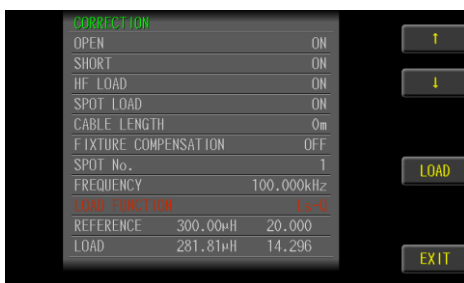 CORRECTION
OPEN ON
SHORT ON
HF LOAD ON
SPOT LOAD ON
CABLE LENGTH 0m
FIXTURE COMPENSATION OFF
SPOT No. 1
FREQUENCY 100.000kHz
LOAD FUNCTION Ls-Q
REFERENCE 300.00μH 20.000
LOAD 281.81μH 14.296
↑
↓
LOAD
EXIT